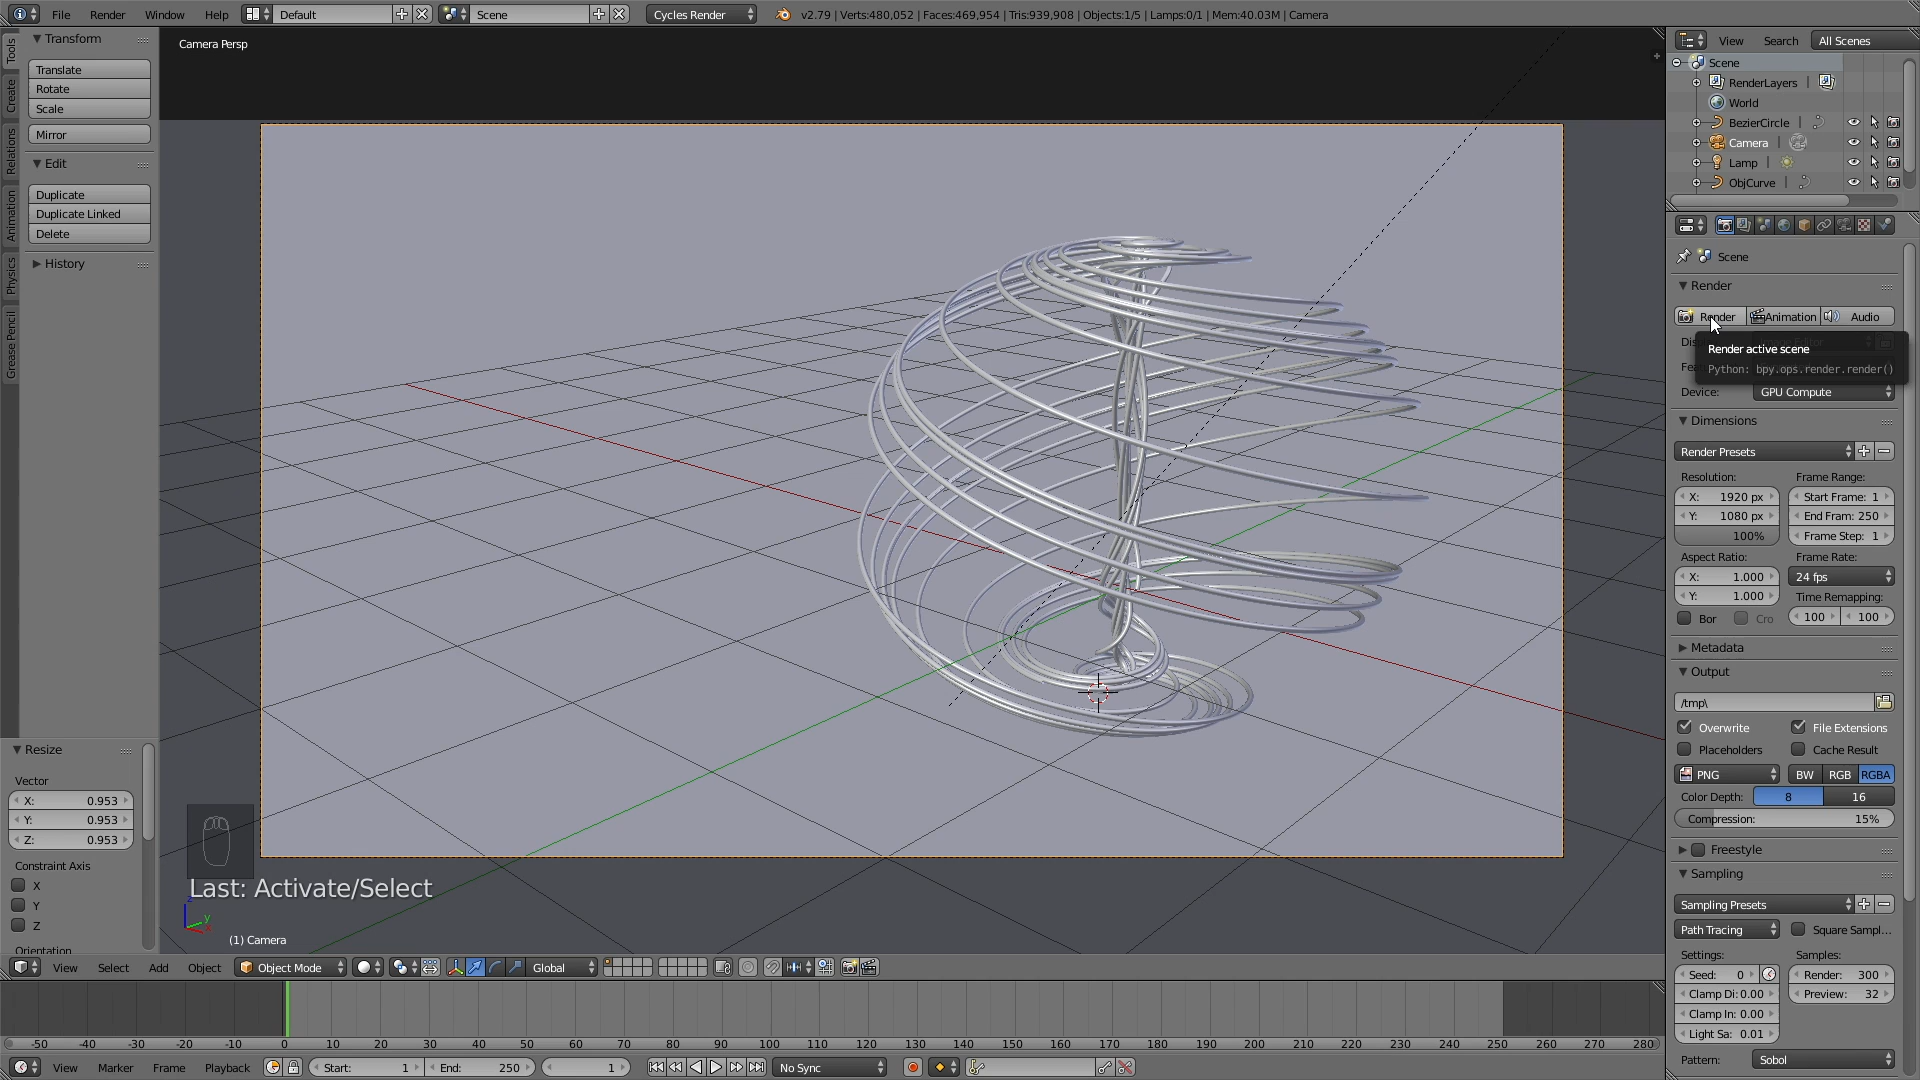 File Render Window Help Default Scene Cycles Render v2.79 | Verts:480,052 | Faces:469,954 | Tris:939,908 | Objects:1/5 | Lamps:0/1 | Mem:40.03M | Camera
Tools
Create
Relations
Animation
Physics
Grease Pencil
Transform
Translate
Rotate
Scale
Mirror
Edit
Duplicate
Duplicate Linked
Delete
History
Resize
Vector
X: 0.953
Y: 0.953
Z: 0.953
Constraint Axis
X
Y
Z
Orientation
Camera Persp
Last: Activate/Select
z
y
(1) Camera
View Search All Scenes
Scene
RenderLayers
World
BezierCircle
Camera
Lamp
ObjCurve
Scene
Render
Render Animation Audio
Render active scene
Python: bpy.ops.render.render()
Device: GPU Compute
Dimensions
Render Presets
Resolution: Frame Range:
X: 1920 px Start Frame: 1
Y: 1080 px End Fram: 250
100% Frame Step: 1
Aspect Ratio: Frame Rate:
X: 1.000 24 fps
Y: 1.000 Time Remapping:
Bor Cro 100 100
Metadata
Output
/tmp\
Overwrite File Extensions
Placeholders Cache Result
PNG BW RGB RGBA
Color Depth: 8 16
Compression: 15%
Freestyle
Sampling
Sampling Presets
Path Tracing Square Sampl...
Settings: Samples:
Seed: 0 Render: 300
Clamp Di: 0.00 Preview: 32
Clamp In: 0.00
Light Sa: 0.01
Pattern: Sobol
View Select Add Object Object Mode Global
-50 -40 -30 -20 -10 0 10 20 30 40 50 60 70 80 90 100 110 120 130 140 150 160 170 180 190 200 210 220 230 240 250 260 270 280
View Marker Frame Playback Start: 1 End: 250 1 No Sync